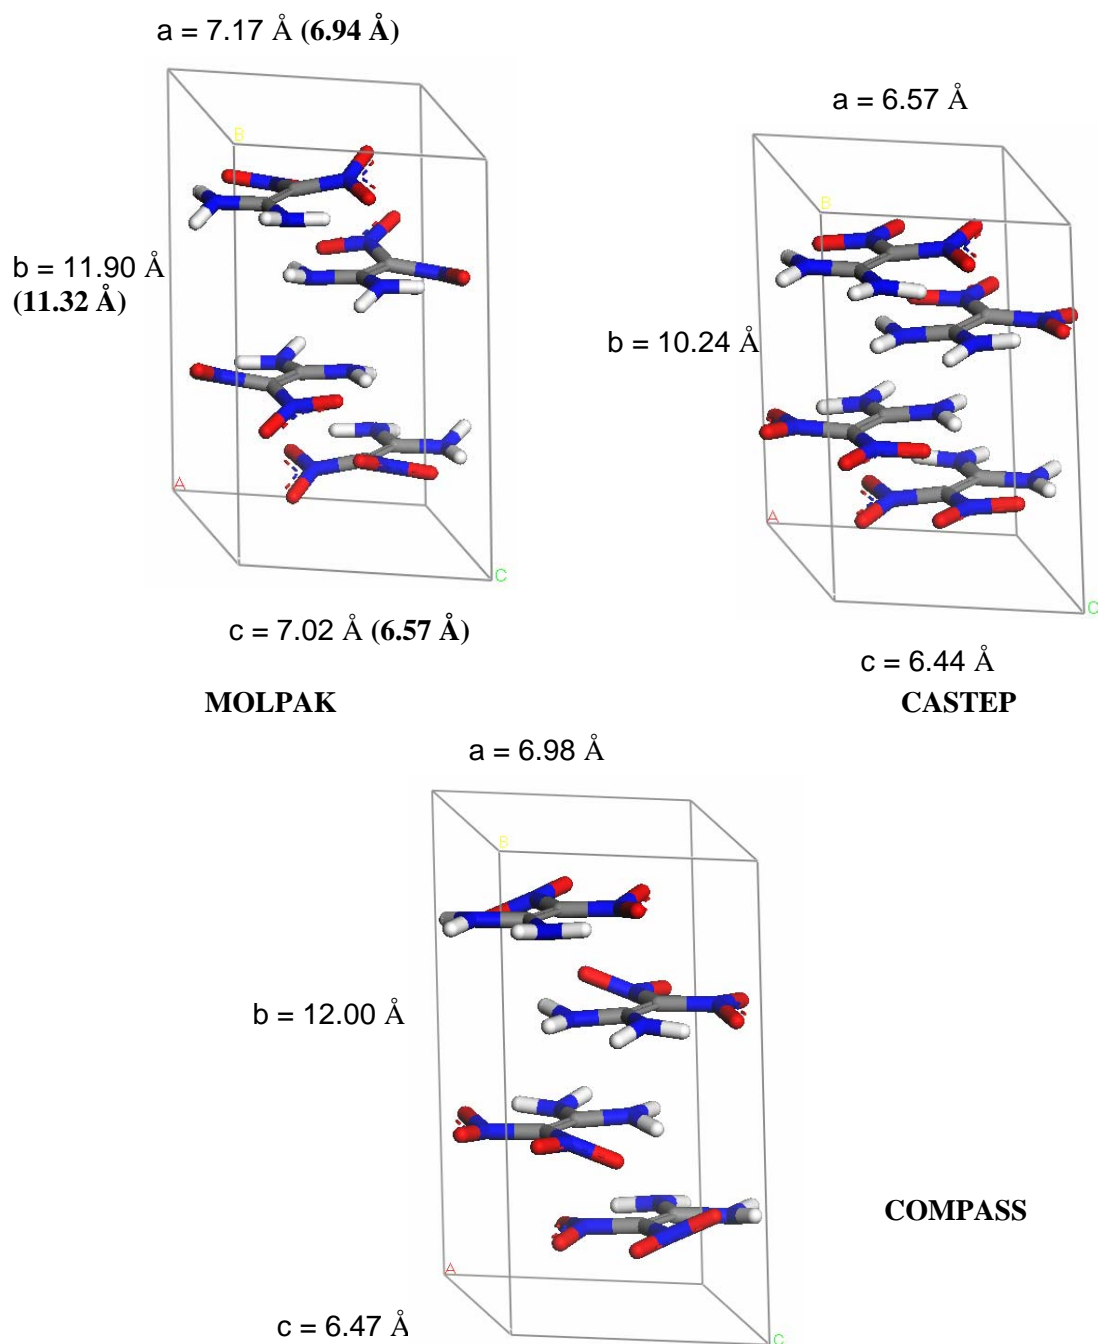 a = 7.17 Å (6.94 Å)
B
b = 11.90 Å
(11.32 Å)
A
C
c = 7.02 Å (6.57 Å)
MOLPAK
a = 6.57 Å
B
b = 10.24 Å
A
C
c = 6.44 Å
CASTEP
a = 6.98 Å
B
b = 12.00 Å
COMPASS
A
c = 6.47 Å
C